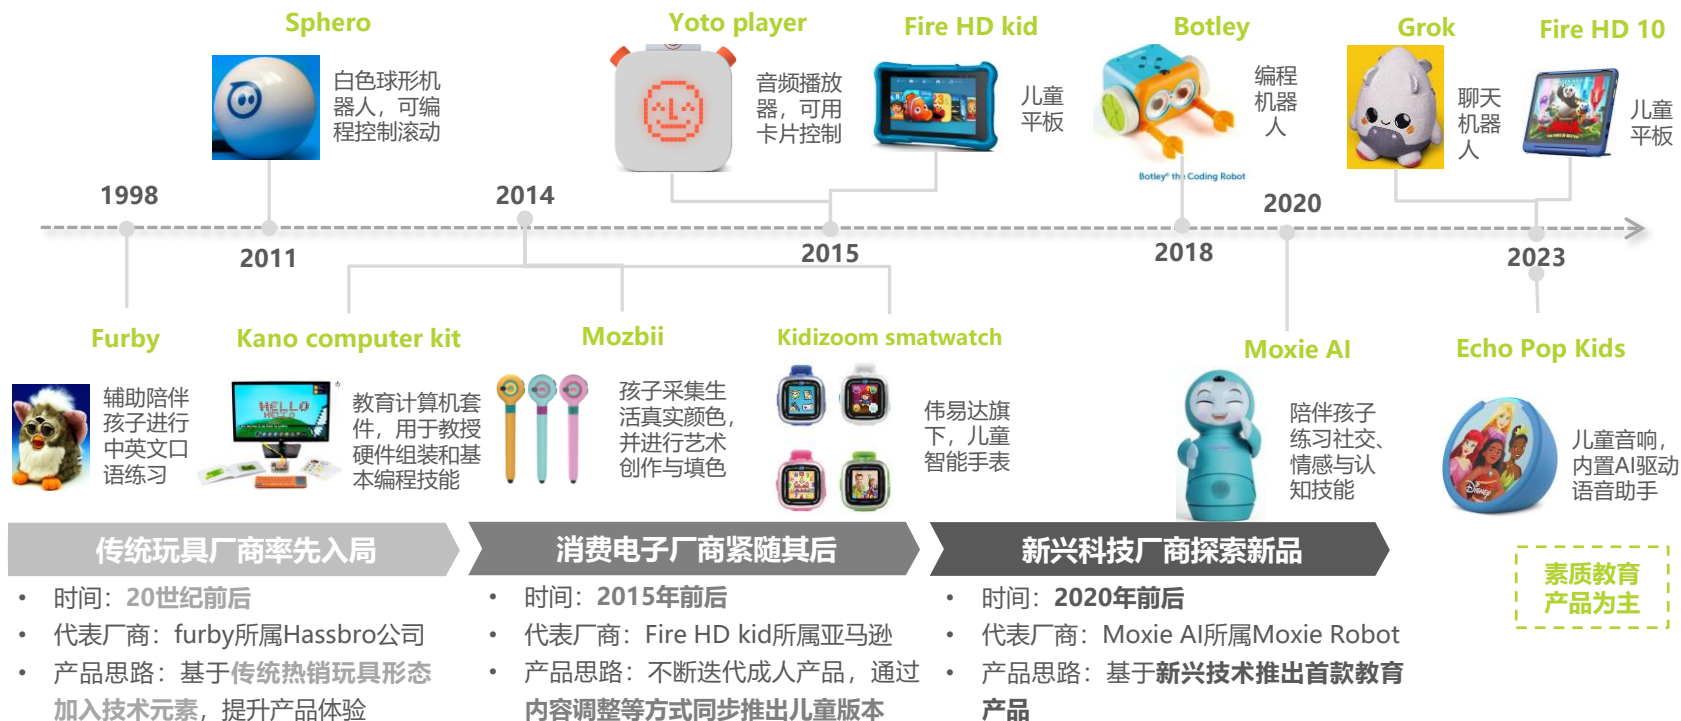 Sphero
白色球形机
器人，可编
程控制滚动
Yoto player
音频播放
器，可用
卡片控制
Fire HD kid
儿童
平板
Botley
编程
机器
人
Botley® the Coding Robot
Grok
聊天
机器
人
Fire HD 10
儿童
平板
1998
2011
2014
2015
2018
2020
2023
Furby
辅助陪伴
孩子进行
中英文口
语练习
Kano computer kit
HELLO
教育计算机套
件，用于教授
硬件组装和基
本编程技能
Mozbii
孩子采集生
活真实颜色，
并进行艺术
创作与填色
Kidizoom smatwatch
伟易达旗
下，儿童
智能手表
Moxie AI
陪伴孩子
练习社交、
情感与认
知技能
Echo Pop Kids
Disney
儿童音响，
内置AI驱动
语音助手
传统玩具厂商率先入局
• 时间：20世纪前后
• 代表厂商：furby所属Hassbro公司
• 产品思路：基于传统热销玩具形态
加入技术元素，提升产品体验
消费电子厂商紧随其后
• 时间：2015年前后
• 代表厂商：Fire HD kid所属亚马逊
• 产品思路：不断迭代成人产品，通过
内容调整等方式同步推出儿童版本
新兴科技厂商探索新品
• 时间：2020年前后
• 代表厂商：Moxie AI所属Moxie Robot
• 产品思路：基于新兴技术推出首款教育
产品
素质教育
产品为主